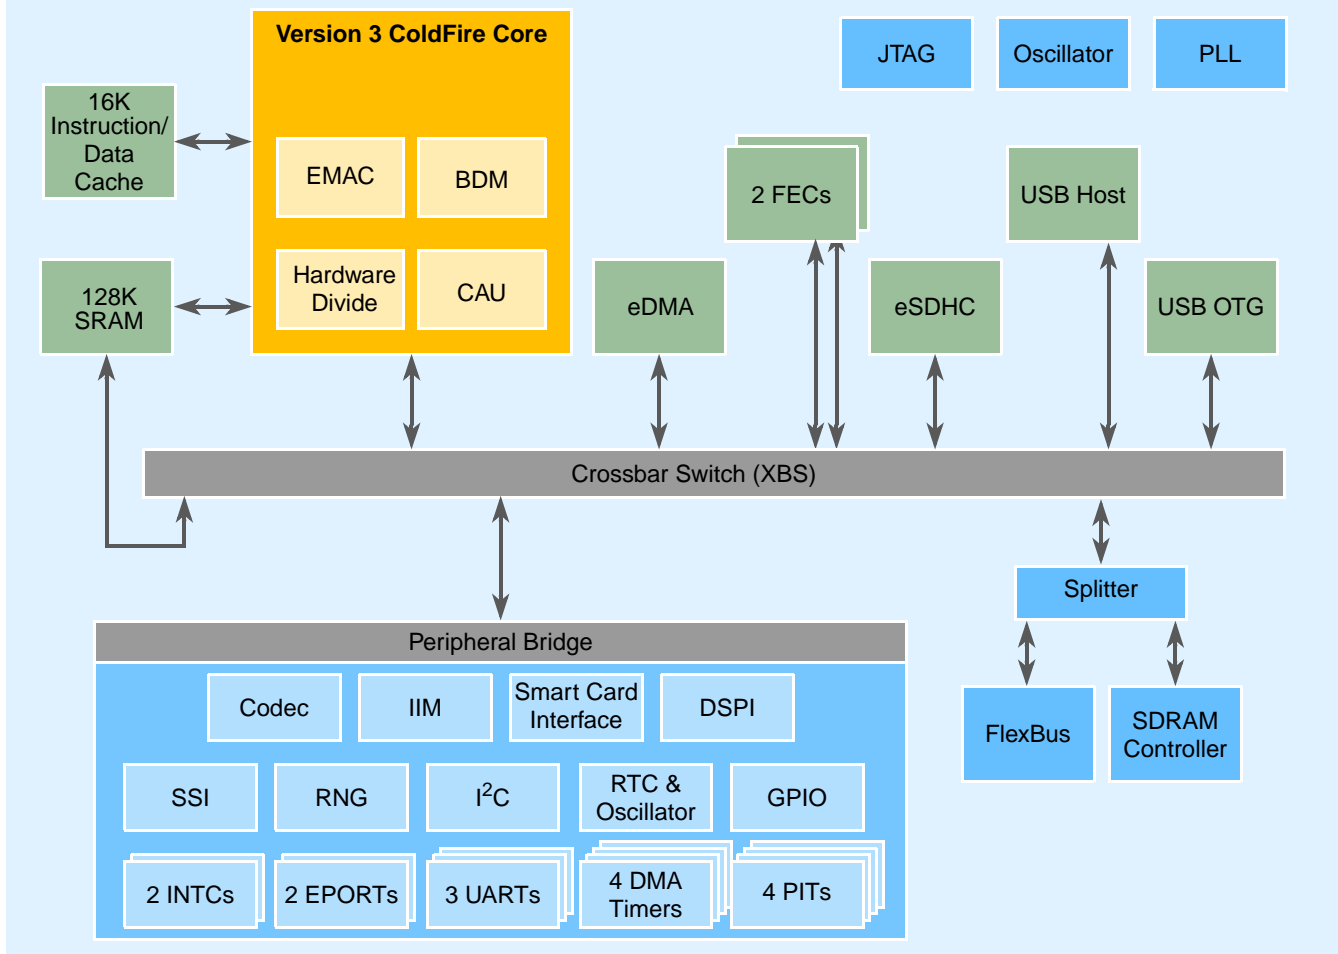 Version 3 ColdFire Core
JTAG
Oscillator
PLL
16K
Instruction/
Data
Cache
EMAC
BDM
2 FECs
USB Host
Hardware
Divide
CAU
128K
SRAM
eDMA
eSDHC
USB OTG
Crossbar Switch (XBS)
Splitter
Peripheral Bridge
Codec
IIM
Smart Card
Interface
DSPI
FlexBus
SDRAM
Controller
SSI
RNG
I²C
RTC &
Oscillator
GPIO
2 INTCs
2 EPORTs
3 UARTs
4 DMA
Timers
4 PITs